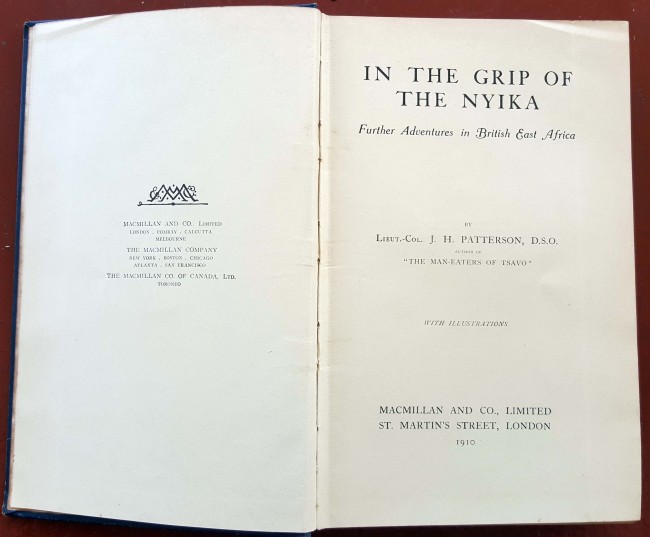 MACMILLAN AND CO., LIMITED
LONDON . BOMBAY . CALCUTTA
MELBOURNE
THE MACMILLAN COMPANY
NEW YORK . BOSTON . CHICAGO
ATLANTA . SAN FRANCISCO
THE MACMILLAN CO. OF CANADA, LTD.
TORONTO
IN THE GRIP OF
THE NYIKA
Further Adventures in British East Africa
BY
LIEUT.-COL. J. H. PATTERSON, D.S.O.
AUTHOR OF
"THE MAN-EATERS OF TSAVO"
WITH ILLUSTRATIONS
MACMILLAN AND CO., LIMITED
ST. MARTIN'S STREET, LONDON
1910